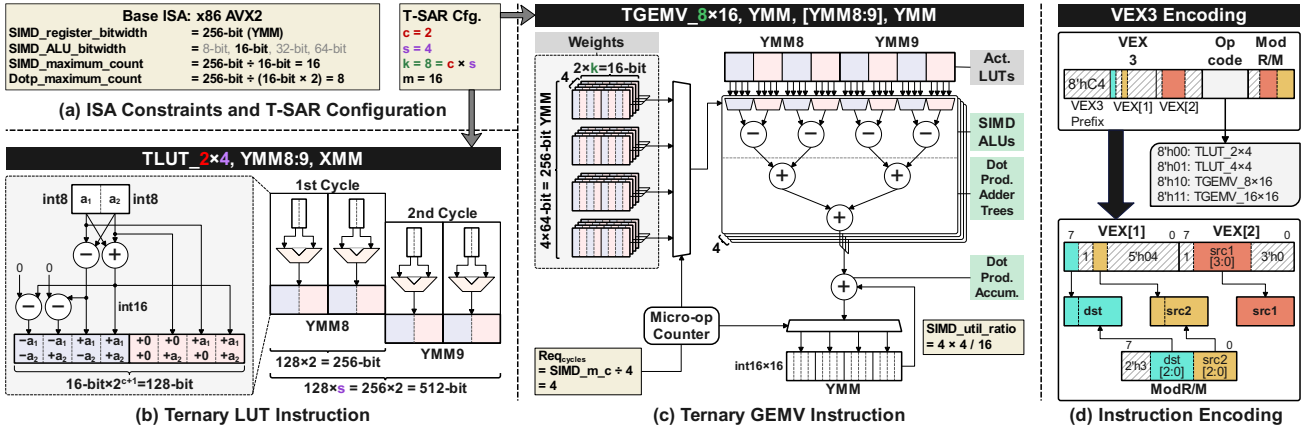 Base ISA: x86 AVX2
SIMD_register_bitwidth = 256-bit (YMM)
SIMD_ALU_bitwidth = 8-bit, 16-bit, 32-bit, 64-bit
SIMD_maximum_count = 256-bit ÷ 16-bit = 16
Dotp_maximum_count = 256-bit ÷ (16-bit × 2) = 8
T-SAR Cfg.
c = 2
s = 4
k = 8 = c × s
m = 16
(a) ISA Constraints and T-SAR Configuration
TLUT_2×4, YMM8:9, XMM
int8 a₁ a₂ int8
− +
0
0
− −
int16
−a₁ −a₁ +a₁ +a₁ +0 +0 +a₁ +a₁
−a₂ +a₂ −a₂ +a₂ +0 +a₂ +0 +a₂
16-bit×2ᶜ⁺¹=128-bit
1st Cycle
2nd Cycle
YMM8
YMM9
128×2 = 256-bit
128×s = 256×2 = 512-bit
(b) Ternary LUT Instruction
TGEMV_8×16, YMM, [YMM8:9], YMM
Weights
2×k=16-bit
4
4×64-bit = 256-bit YMM
YMM8 YMM9
Act.
LUTs
− − − −
SIMD
ALUs
+ +
+
Dot
Prod.
Adder
Trees
4
+
Dot
Prod.
Accum.
Micro-op
Counter
Req_cycles
= SIMD_m_c ÷ 4
= 4
int16×16
YMM
SIMD_util_ratio
= 4 × 4 / 16
(c) Ternary GEMV Instruction
VEX3 Encoding
VEX
3
Op
code
Mod
R/M
8'hC4
VEX3
Prefix
VEX[1] VEX[2]
8'h00: TLUT_2×4
8'h01: TLUT_4×4
8'h10: TGEMV_8×16
8'h11: TGEMV_16×16
VEX[1] VEX[2]
7 0 7 0
1 5'h04 1 src1
[3:0] 3'h0
dst src2 src1
7 0
2'h3 dst
[2:0] src2
[2:0]
ModR/M
(d) Instruction Encoding